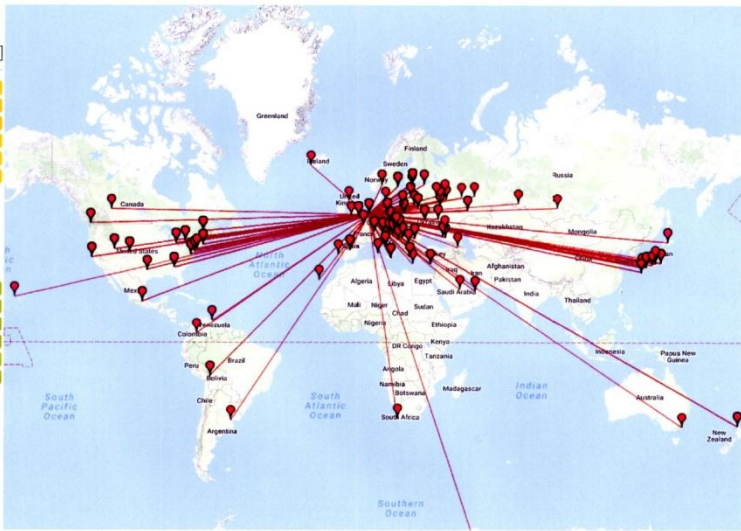 ]
Greenland
Iceland
Finland
Sweden
Norway
Russia
Canada
United
Kazakhstan
Mongolia
United States
North
Atlantic
Ocean
Iraq
Iran
Afghanistan
Pakistan
Algeria
Libya
Egypt
Saudi Arabia
India
Mali
Niger
Chad
Sudan
Thailand
Nigeria
Ethiopia
Colombia
DR Congo
Kenya
Tanzania
Indonesia
Papua New
Guinea
Peru
Brazil
Bolivia
Angola
Namibia
Botswana
Madagascar
South
Pacific
Ocean
Chile
South
Atlantic
Ocean
Indian
Ocean
Australia
South Africa
Argentina
New
Zealand
Southern
Ocean